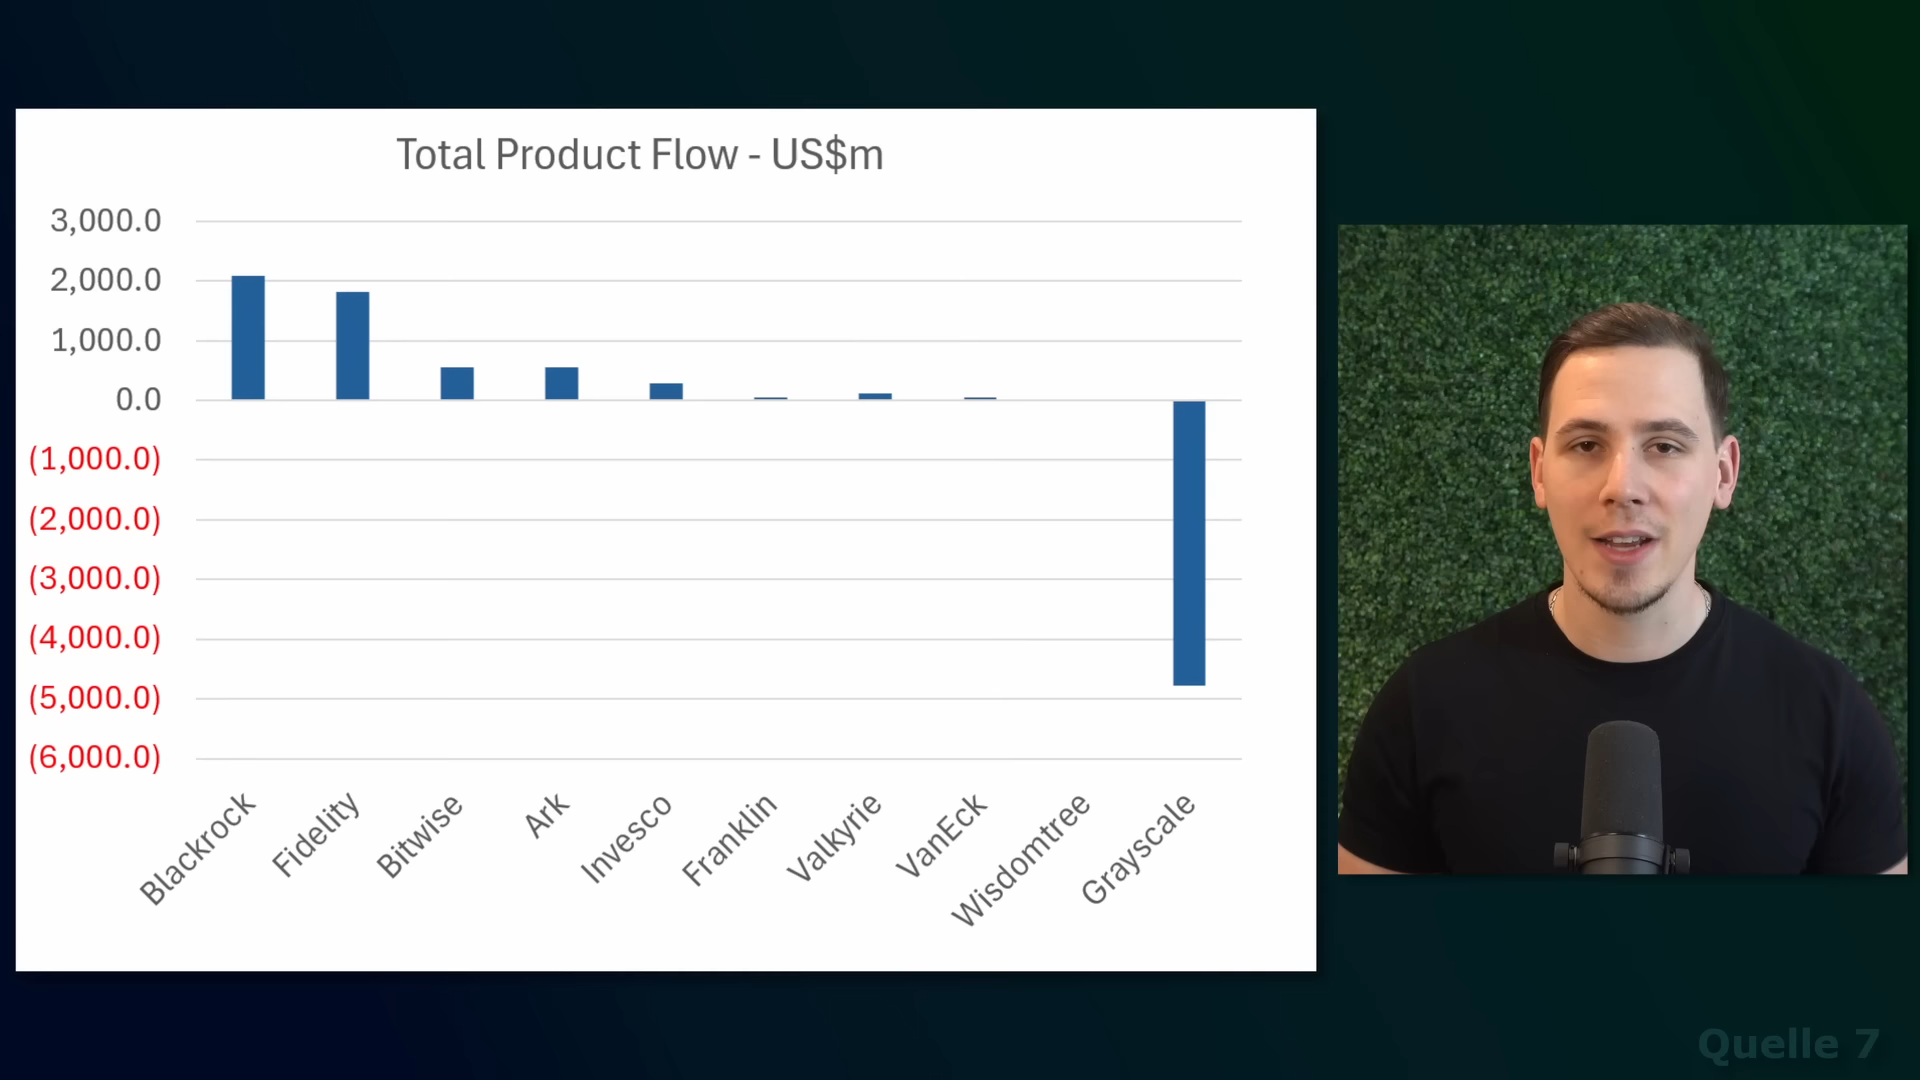 Total Product Flow - US$m
3,000.0
2,000.0
1,000.0
0.0
(1,000.0)
(2,000.0)
(3,000.0)
(4,000.0)
(5,000.0)
(6,000.0)
Blackrock
Fidelity
Bitwise
Ark
Invesco
Franklin
Valkyrie
VanEck
Wisdomtree
Grayscale
Quelle 7